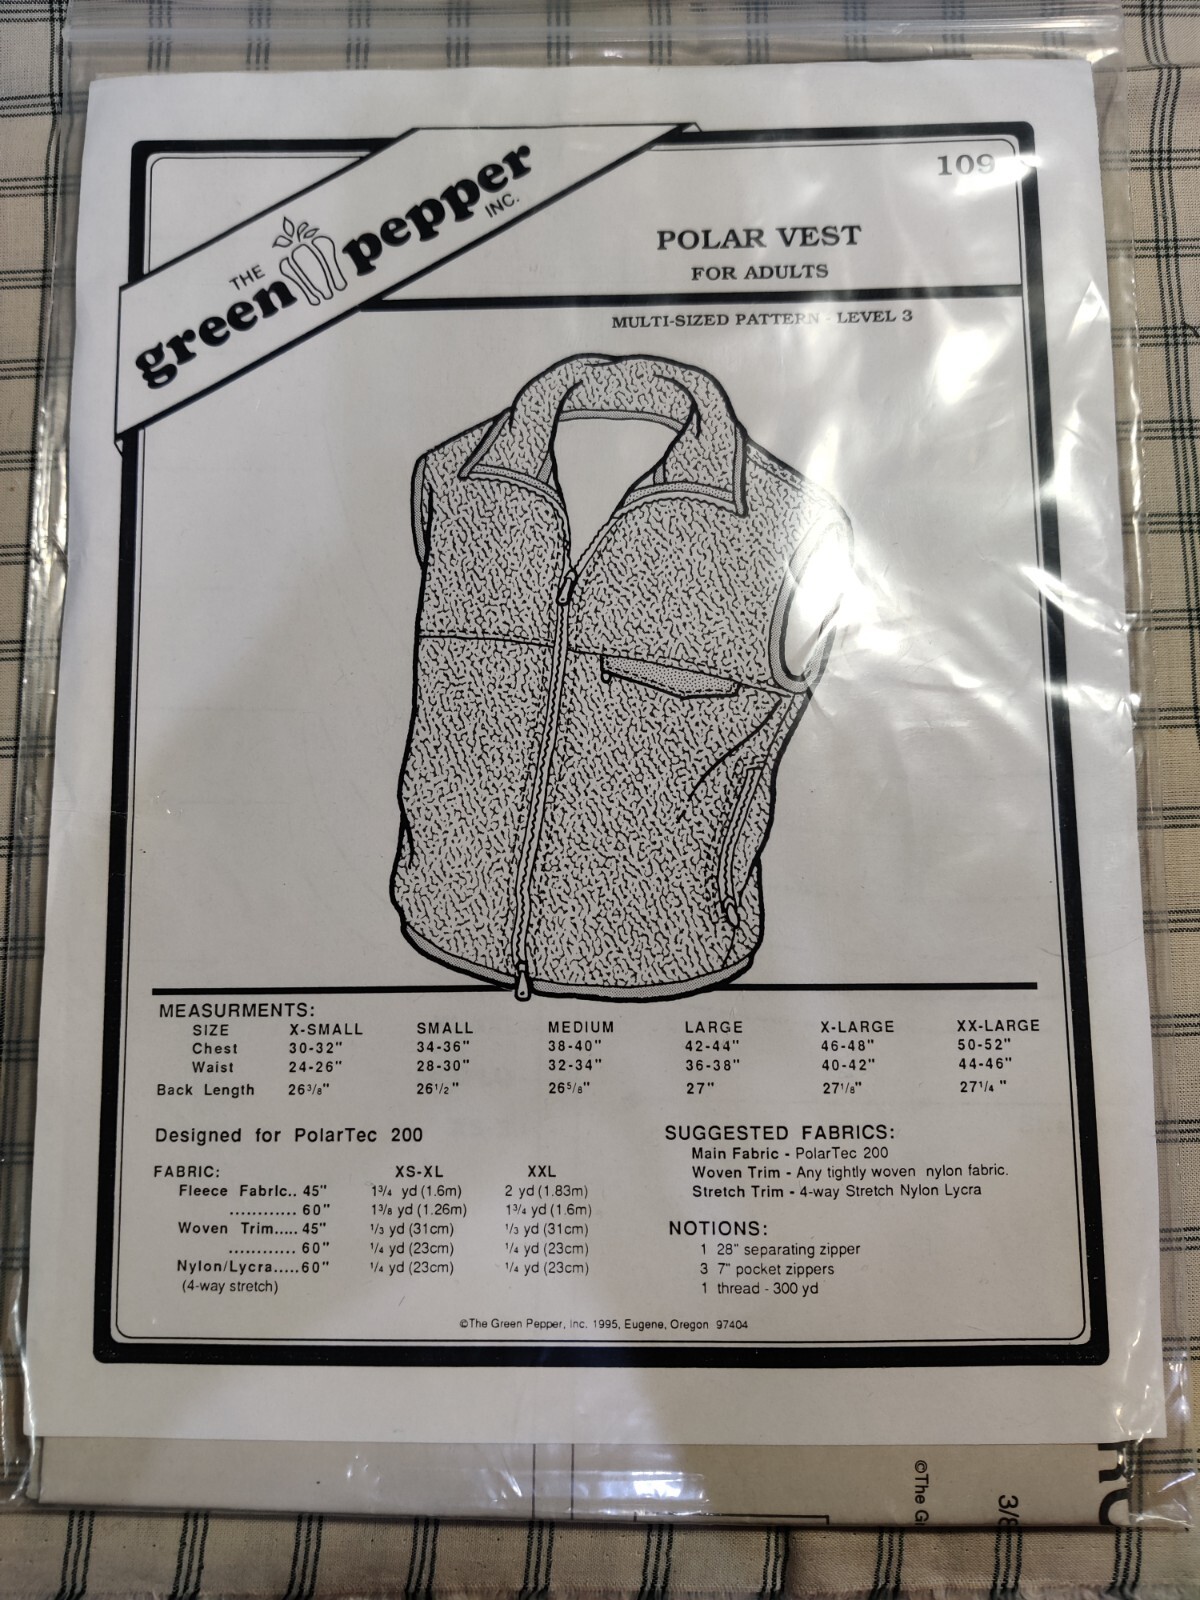 THE
green pepper
INC.
109
POLAR VEST
FOR ADULTS
MULTI-SIZED PATTERN - LEVEL 3
MEASURMENTS:
SIZE X-SMALL SMALL MEDIUM LARGE X-LARGE XX-LARGE
Chest 30-32" 34-36" 38-40" 42-44" 46-48" 50-52"
Waist 24-26" 28-30" 32-34" 36-38" 40-42" 44-46"
Back Length 26 3/8" 26 1/2" 26 5/8" 27" 27 1/8" 27 1/4 "
Designed for PolarTec 200
FABRIC: XS-XL XXL
Fleece Fabric.. 45" 1 3/4 yd (1.6m) 2 yd (1.83m)
............ 60" 1 3/8 yd (1.26m) 1 3/4 yd (1.6m)
Woven Trim..... 45" 1/3 yd (31cm) 1/3 yd (31cm)
............ 60" 1/4 yd (23cm) 1/4 yd (23cm)
Nylon/Lycra.....60" 1/4 yd (23cm) 1/4 yd (23cm)
(4-way stretch)
SUGGESTED FABRICS:
Main Fabric - PolarTec 200
Woven Trim - Any tightly woven nylon fabric.
Stretch Trim - 4-way Stretch Nylon Lycra
NOTIONS:
1 28" separating zipper
3 7" pocket zippers
1 thread - 300 yd
©The Green Pepper, Inc. 1995, Eugene, Oregon 97404
©The G
3/8